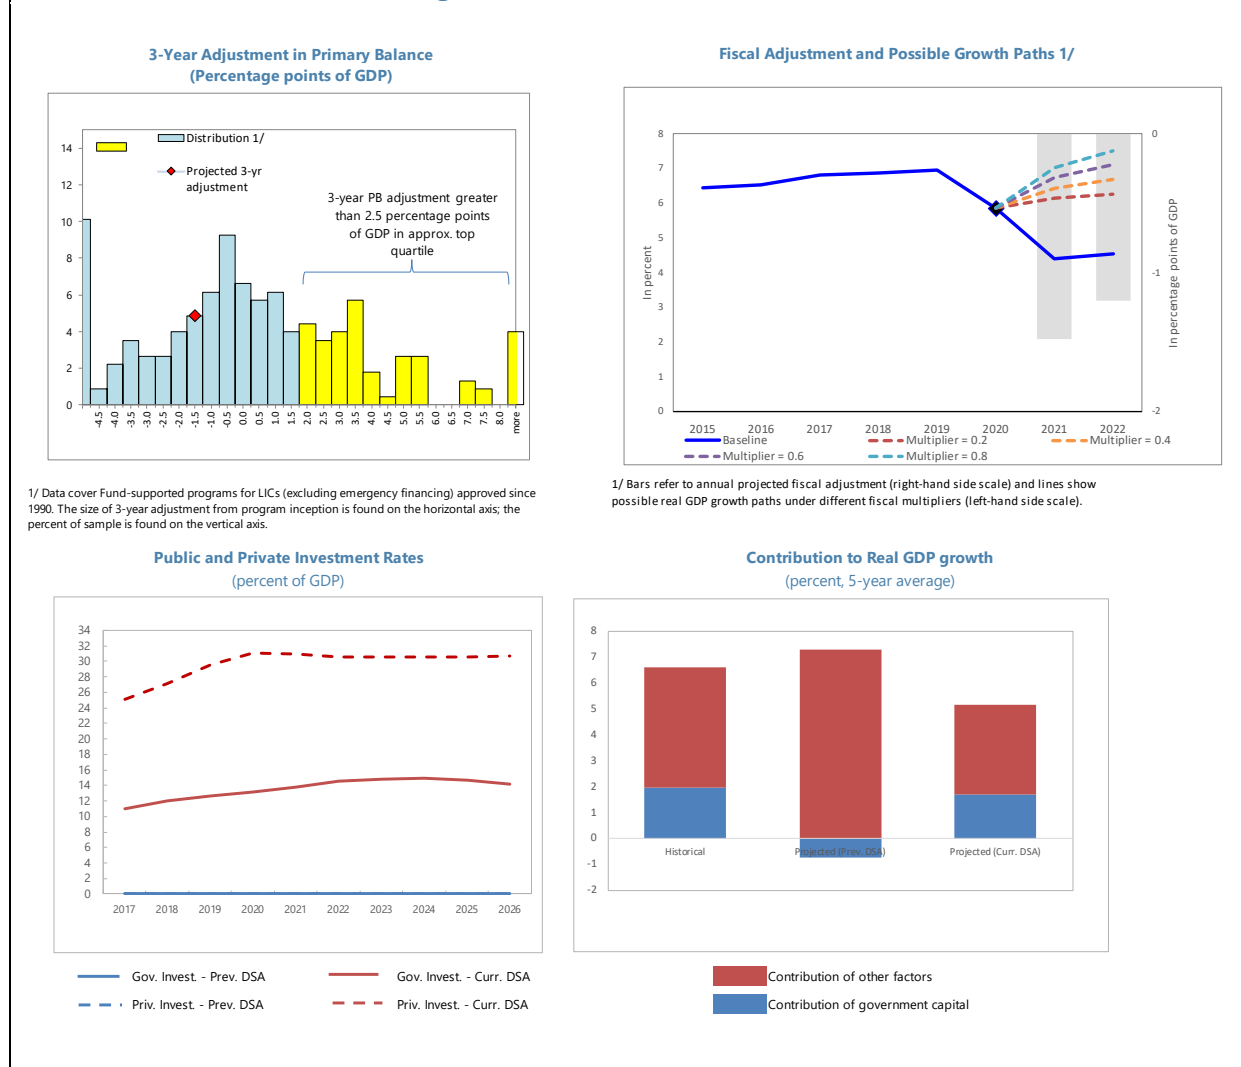 3-Year Adjustment in Primary Balance
(Percentage points of GDP)
14
12
10
8
6
4
2
0
Distribution 1/
Projected 3-yr
adjustment
3-year PB adjustment greater
than 2.5 percentage points
of GDP in approx. top
quartile
-4.5 -4.0 -3.5 -3.0 -2.5 -2.0 -1.5 -1.0 -0.5 0.0 0.5 1.0 1.5 2.0 2.5 3.0 3.5 4.0 4.5 5.0 5.5 6.0 6.5 7.0 7.5 8.0 more
1/ Data cover Fund-supported programs for LICs (excluding emergency financing) approved since
1990. The size of 3-year adjustment from program inception is found on the horizontal axis; the
percent of sample is found on the vertical axis.
Fiscal Adjustment and Possible Growth Paths 1/
8
7
6
5
4
3
2
1
0
In percent
0
-1
-2
In percentage points of GDP
2015 2016 2017 2018 2019 2020 2021 2022
Baseline Multiplier = 0.2 Multiplier = 0.4
Multiplier = 0.6 Multiplier = 0.8
1/ Bars refer to annual projected fiscal adjustment (right-hand side scale) and lines show
possible real GDP growth paths under different fiscal multipliers (left-hand side scale).
Public and Private Investment Rates
(percent of GDP)
34
32
30
28
26
24
22
20
18
16
14
12
10
8
6
4
2
0
2017 2018 2019 2020 2021 2022 2023 2024 2025 2026
Gov. Invest. - Prev. DSA Gov. Invest. - Curr. DSA
Priv. Invest. - Prev. DSA Priv. Invest. - Curr. DSA
Contribution to Real GDP growth
(percent, 5-year average)
8
7
6
5
4
3
2
1
0
-1
-2
Historical Projected (Prev. DSA) Projected (Curr. DSA)
Contribution of other factors
Contribution of government capital